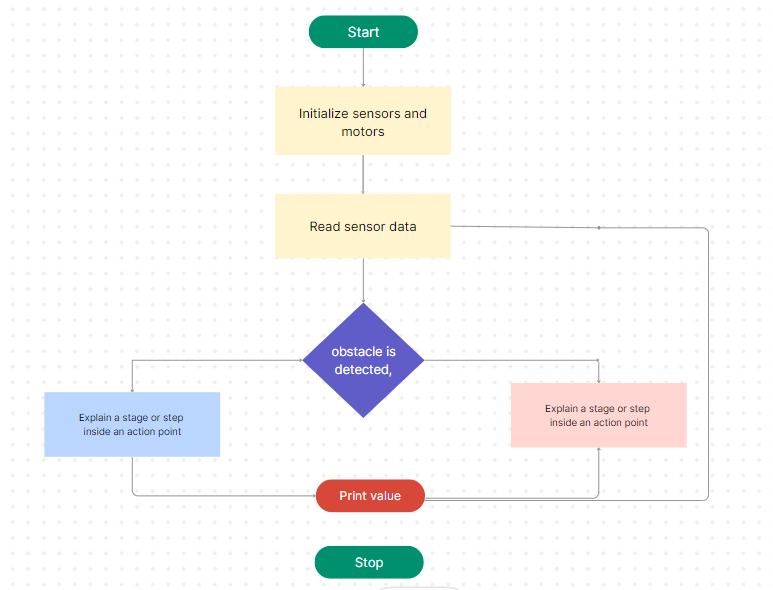 Start
Initialize sensors and
motors
Read sensor data
obstacle is
detected,
Explain a stage or step
inside an action point
Explain a stage or step
inside an action point
Print value
Stop